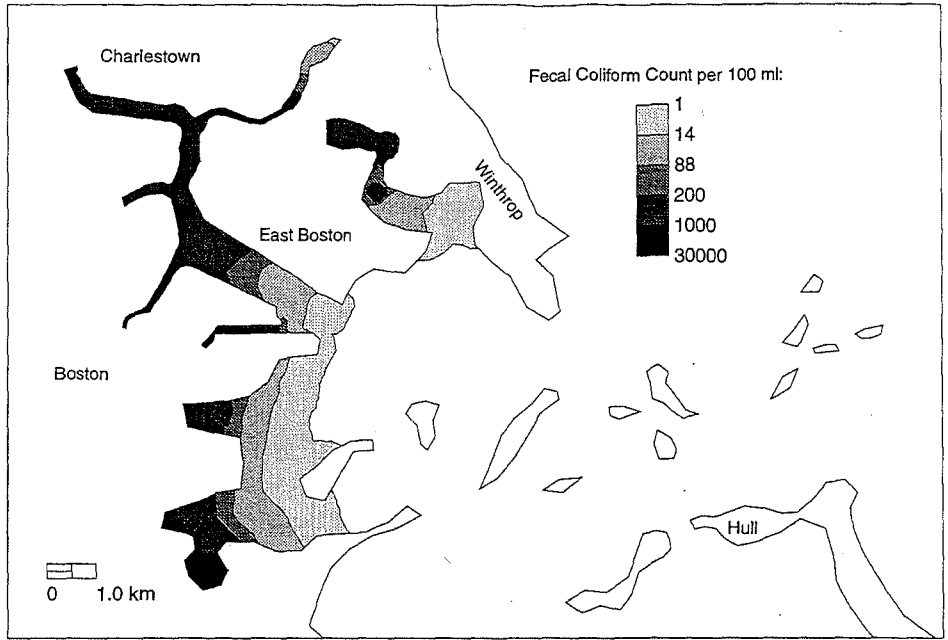 Charlestown
Fecal Coliform Count per 100 ml:
1
14
88
200
1000
30000
Winthrop
East Boston
Boston
Hull
0 1.0 km